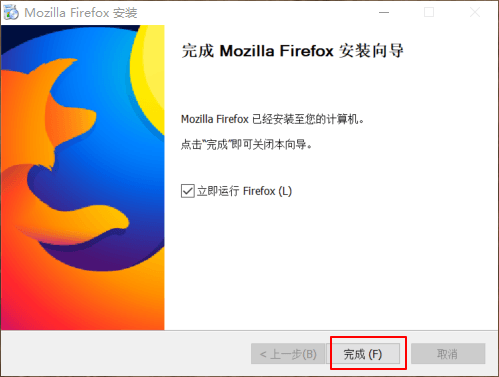 Mozilla Firefox 安装
完成 Mozilla Firefox 安装向导
Mozilla Firefox 已经安装至您的计算机。
点击“完成”即可关闭本向导。
立即运行 Firefox (L)
< 上一步(B) 完成 (F) 取消